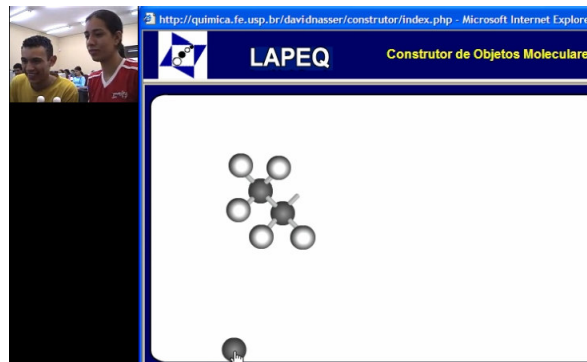 http://quimica.fe.usp.br/davidnasser/construtor/index.php - Microsoft Internet Explore
LAPEQ
Construtor de Objetos Moleculare